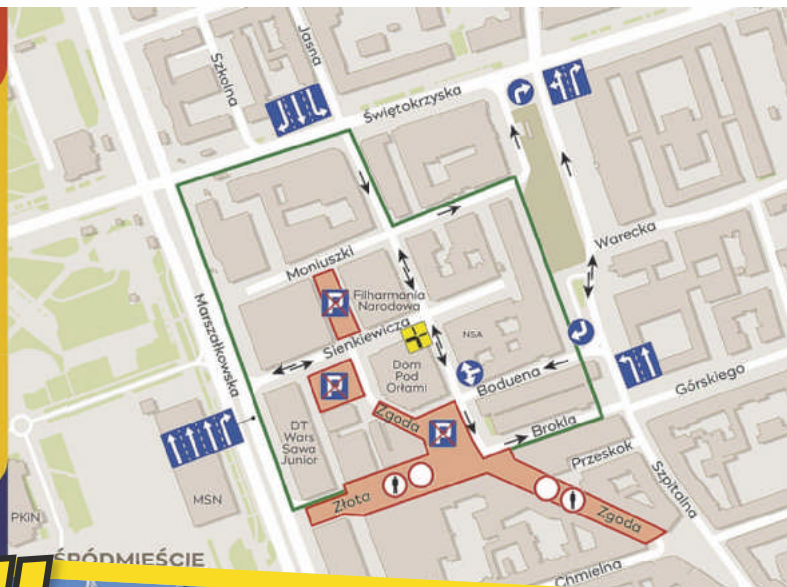 Szkolna
Jasna
Świętokrzyska
Moniuszki
Warecka
Filharmonia
Narodowa
Marszałkowska
Sienkiewicza
NSA
Dom
Pod
Orłami
Boduena
Górskiego
Zgoda
Brokla
DT
Wars
Sawa
Junior
Przeskok
Szpitalna
MSN
Złota
Zgoda
PKiN
ŚRÓDMIEŚCIE
Chmielna